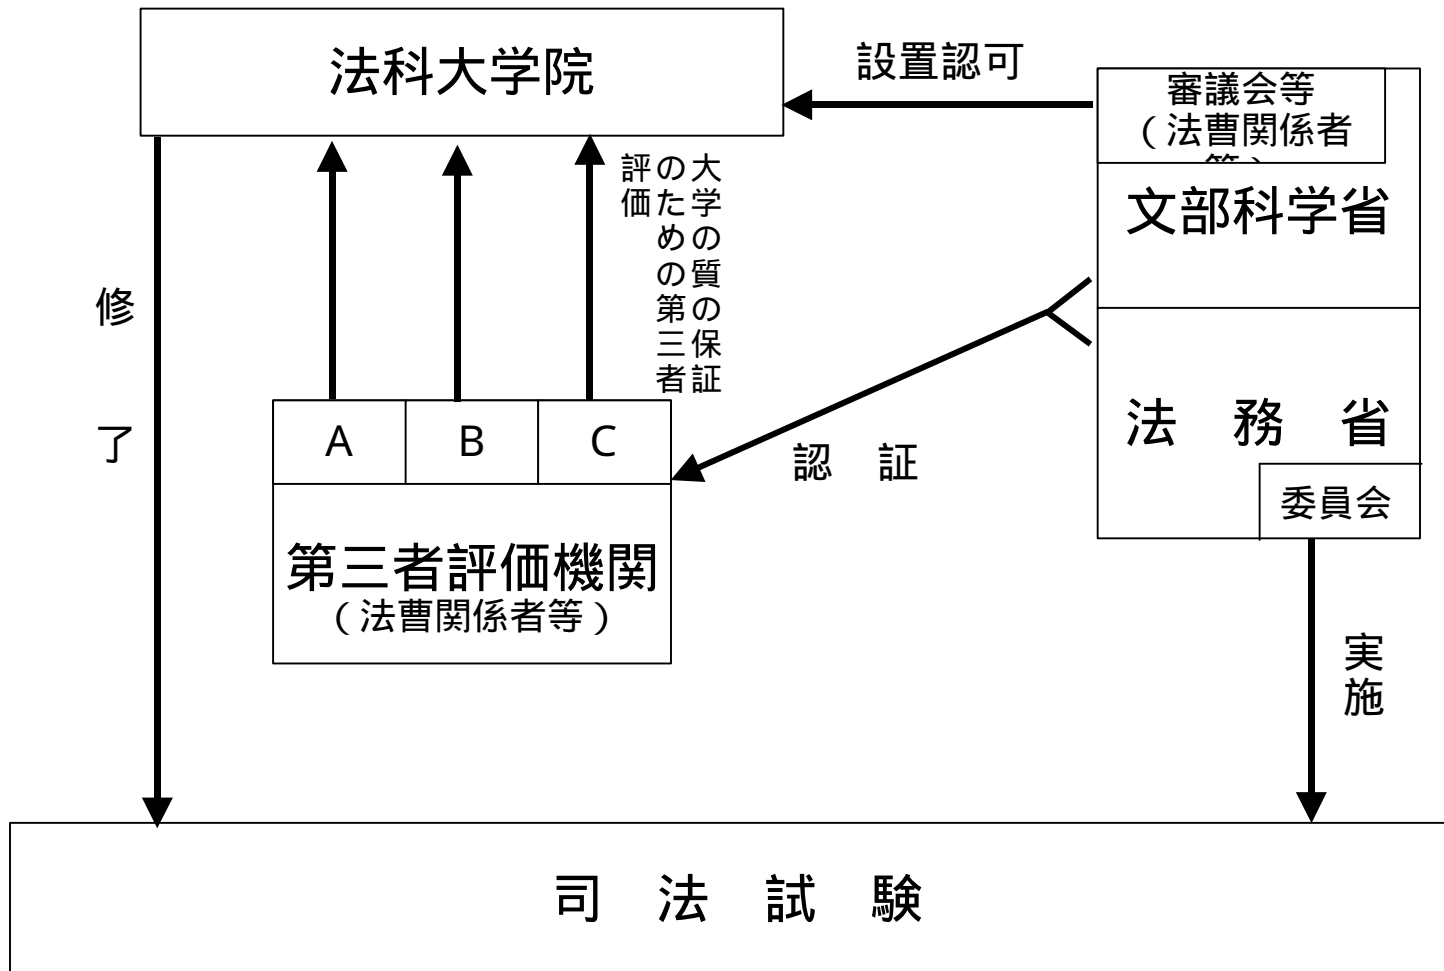 法科大学院
設置認可
審議会等
（法曹関係者
等）
文部科学省
大学の質の保証
のための第三者
評価
修
了
A
B
C
認　証
法　務　省
委員会
第三者評価機関
（法曹関係者等）
実
施
司　法　試　験